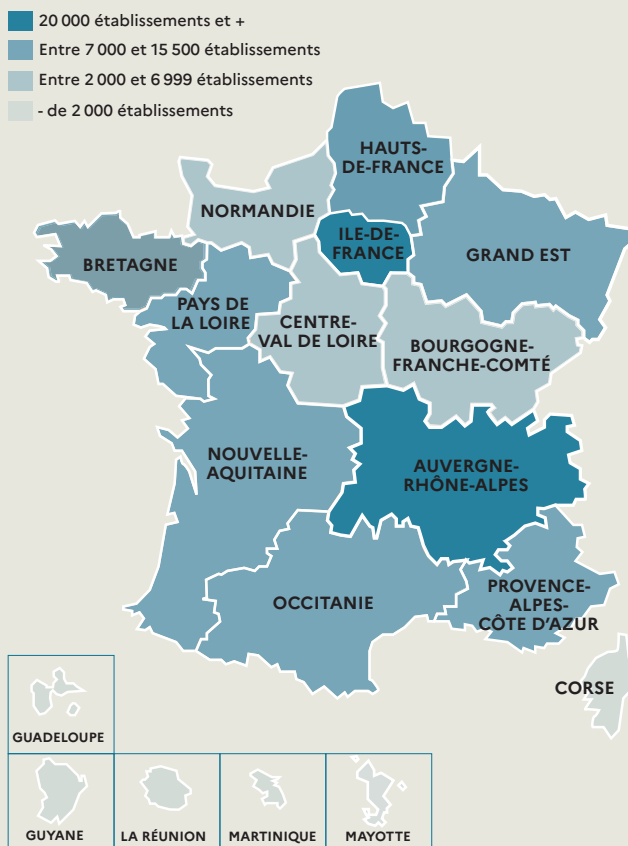 20 000 établissements et +
Entre 7 000 et 15 500 établissements
Entre 2 000 et 6 999 établissements
- de 2 000 établissements
HAUTS-
DE-FRANCE
NORMANDIE
ILE-DE-
FRANCE
GRAND EST
BRETAGNE
PAYS DE
LA LOIRE
CENTRE-
VAL DE LOIRE
BOURGOGNE-
FRANCHE-COMTÉ
NOUVELLE-
AQUITAINE
AUVERGNE-
RHÔNE-ALPES
OCCITANIE
PROVENCE-
ALPES-
CÔTE D'AZUR
CORSE
GUADELOUPE
GUYANE
LA RÉUNION
MARTINIQUE
MAYOTTE